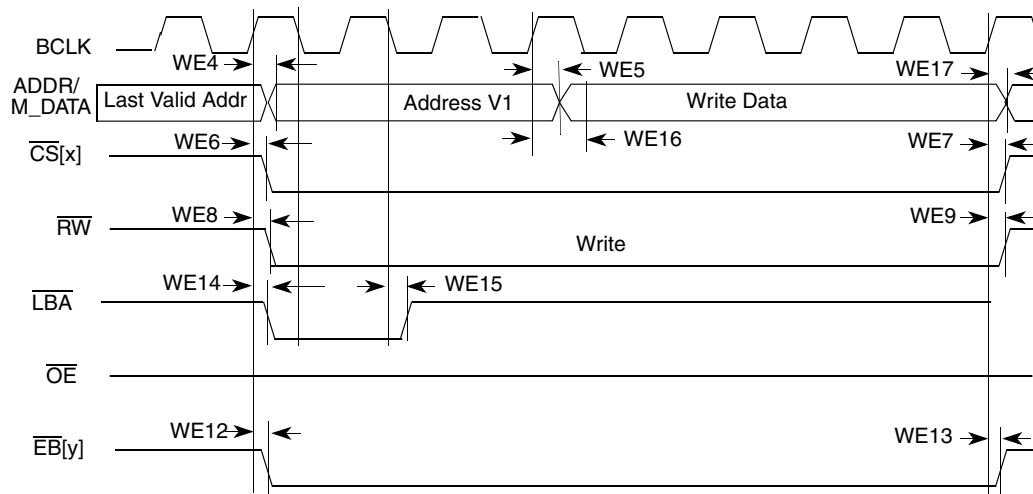 BCLK
WE4
WE5
WE17
ADDR/
M_DATA
Last Valid Addr
Address V1
Write Data
WE6
WE16
WE7
CS[x]
WE8
WE9
RW
Write
WE14
WE15
LBA
OE
WE12
WE13
EB[y]